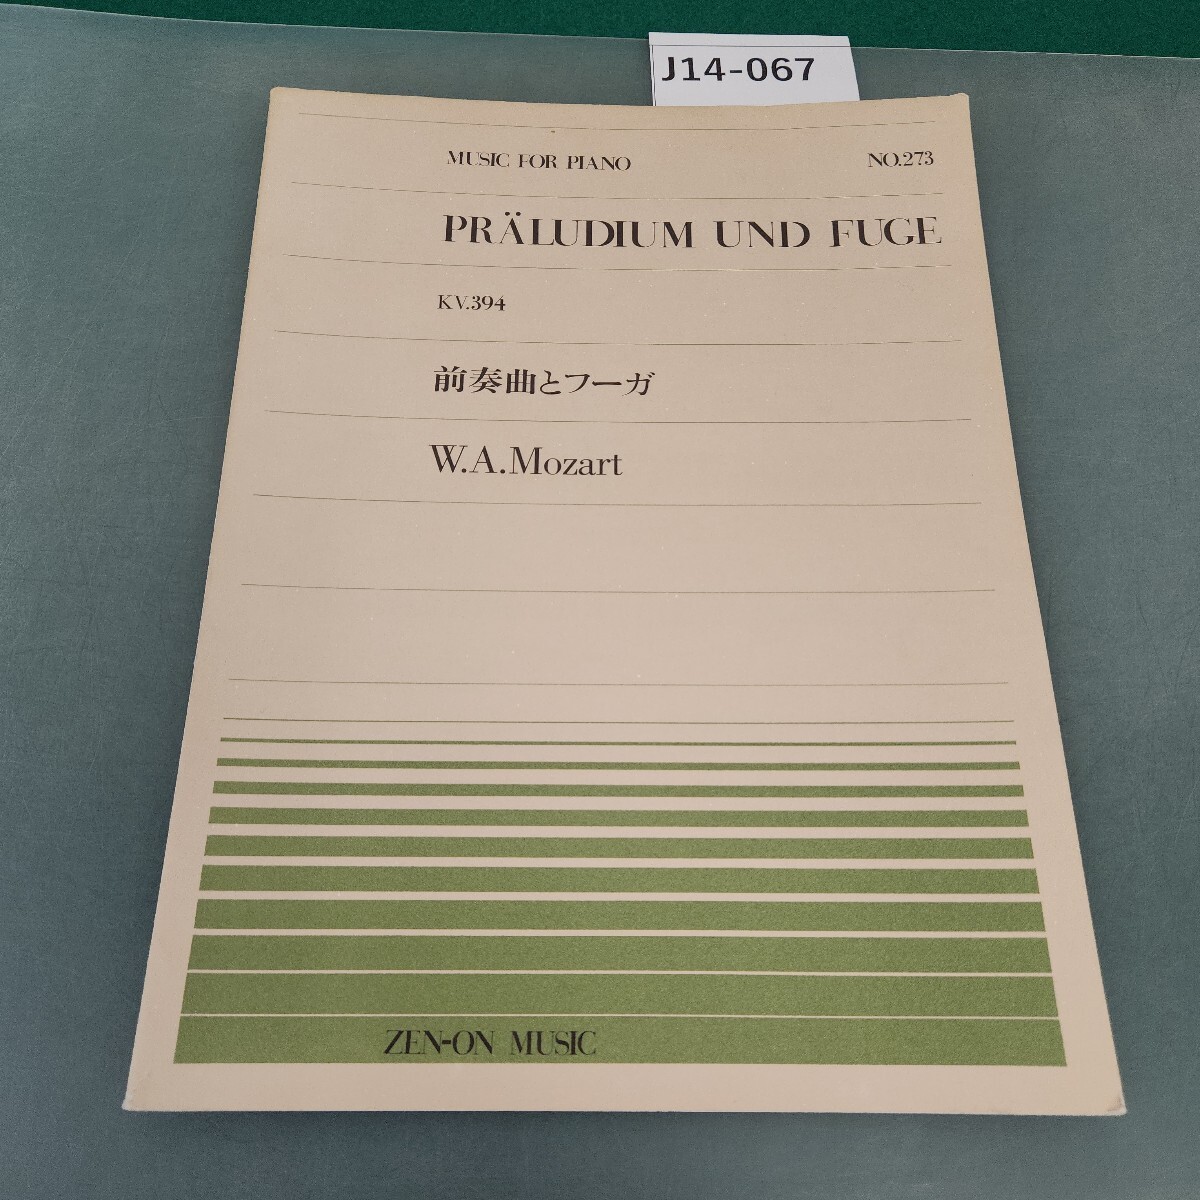 J14-067
MUSIC FOR PIANO NO.273
PRÄLUDIUM UND FUGE
KV.394
前奏曲とフーガ
W.A.Mozart
ZEN-ON MUSIC